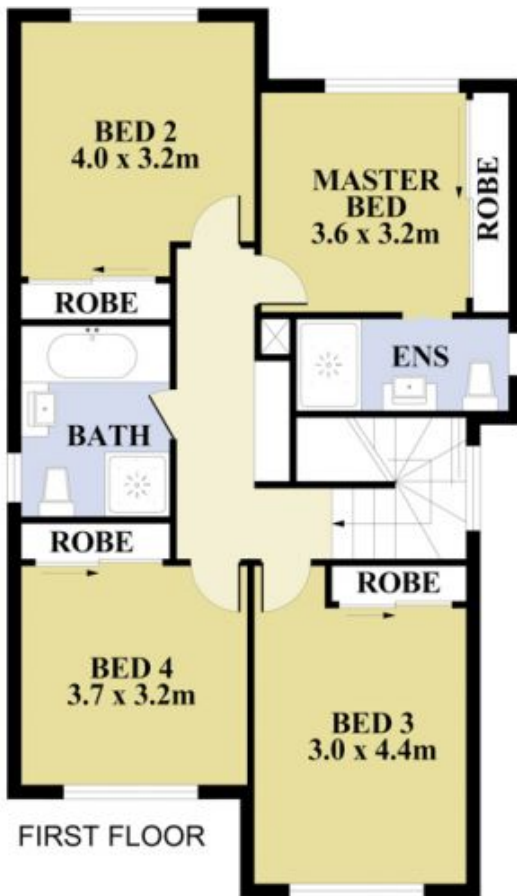 BED 2
4.0 x 3.2m
MASTER
BED
3.6 x 3.2m
ROBE
ROBE
ENS
BATH
ROBE
ROBE
BED 4
3.7 x 3.2m
BED 3
3.0 x 4.4m
FIRST FLOOR